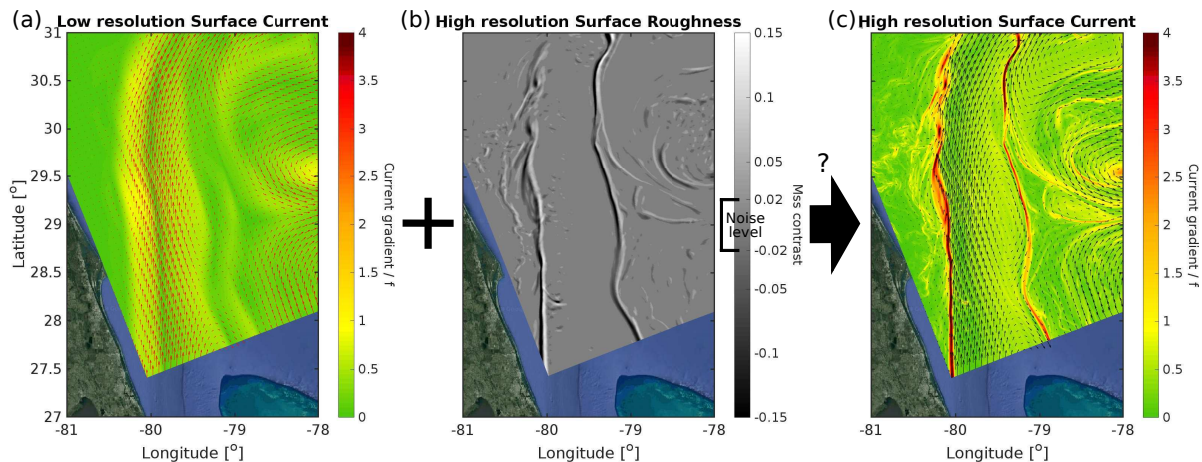 (a) Low resolution Surface Current
31
30.5
30
29.5
29
28.5
28
27.5
27
Latitude [o]
-81 -80 -79 -78
Longitude [o]
4
3.5
3
2.5
2
1.5
1
0.5
0
Current gradient / f
+
(b) High resolution Surface Roughness
-81 -80 -79 -78
Longitude [o]
0.15
0.1
0.05
0.02
-0.02
-0.05
-0.1
-0.15
Noise
level
Mss contrast
?
(c) High resolution Surface Current
-81 -80 -79 -78
Longitude [o]
4
3.5
3
2.5
2
1.5
1
0.5
0
Current gradient / f